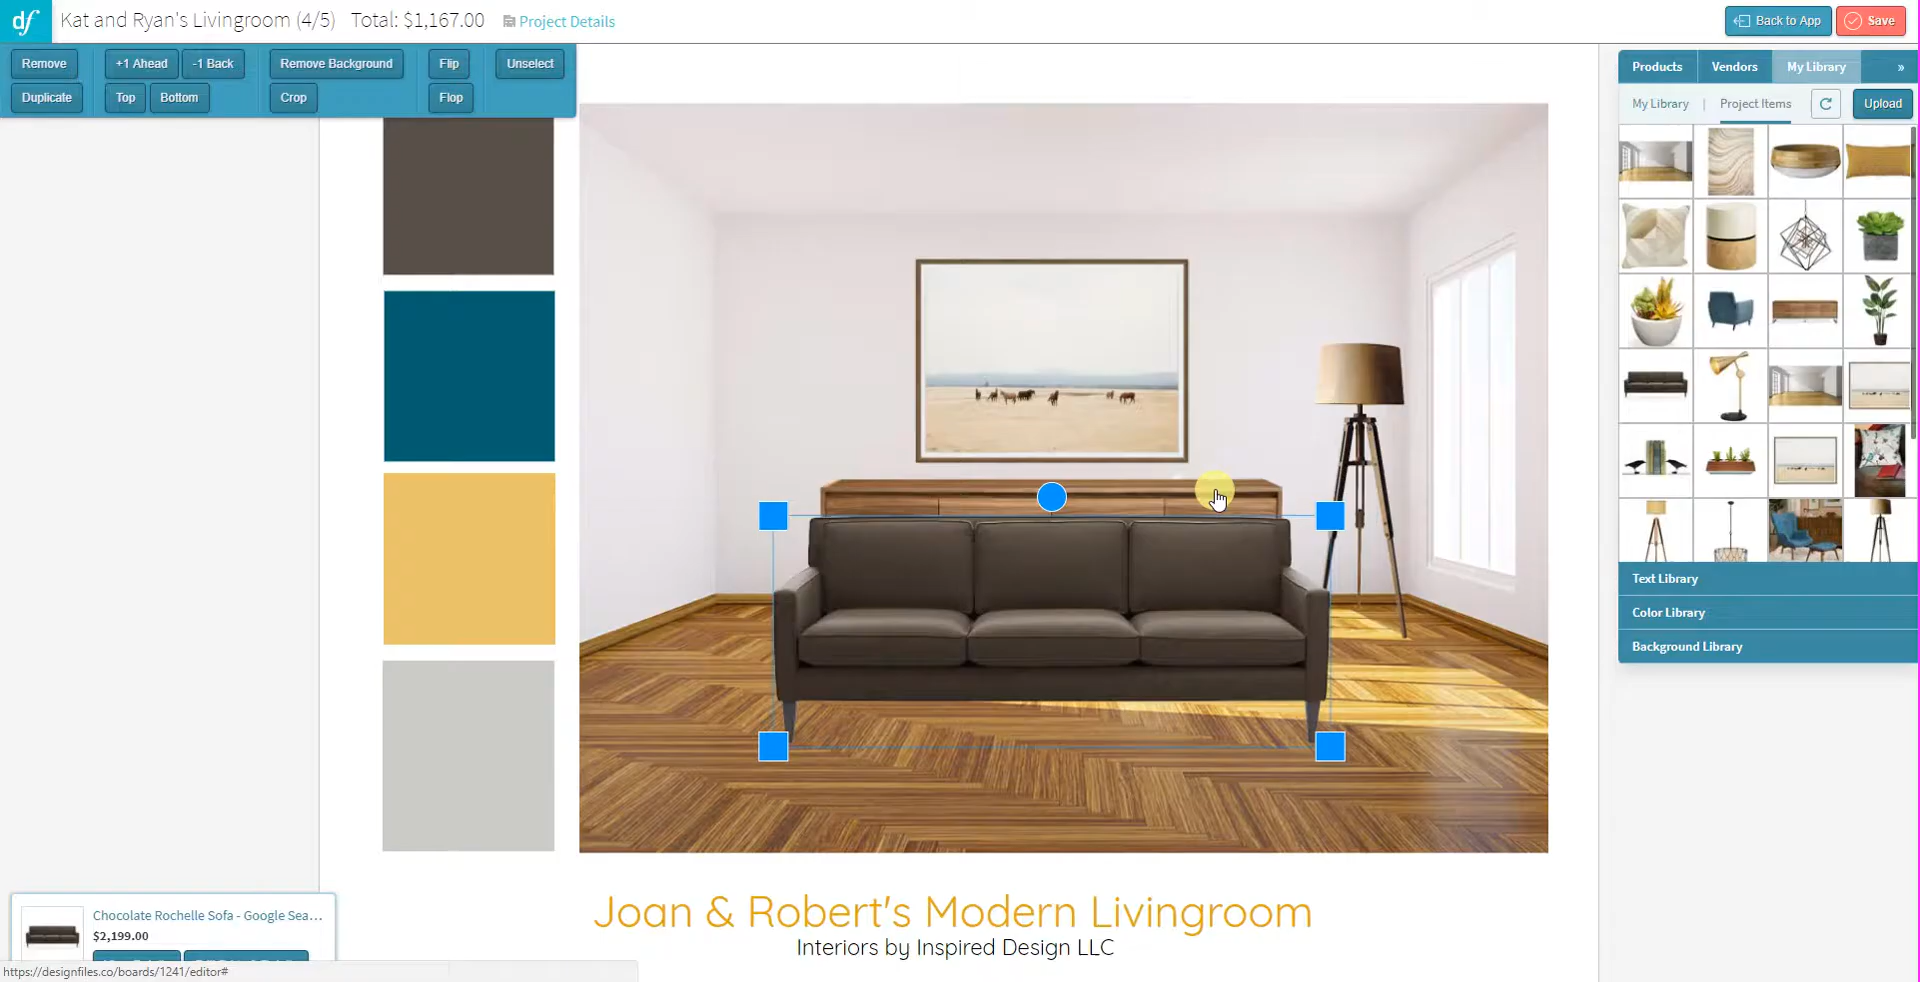 df Kat and Ryan's Livingroom (4/5) Total: $1,167.00 Project Details Back to App Save
Remove +1 Ahead -1 Back Remove Background Flip Unselect
Duplicate Top Bottom Crop Flop
Products Vendors My Library »
My Library | Project Items Upload
Text Library
Color Library
Background Library
Joan & Robert's Modern Livingroom
Interiors by Inspired Design LLC
Chocolate Rochelle Sofa - Google Sea...
$2,199.00
https://designfiles.co/boards/1241/editor#